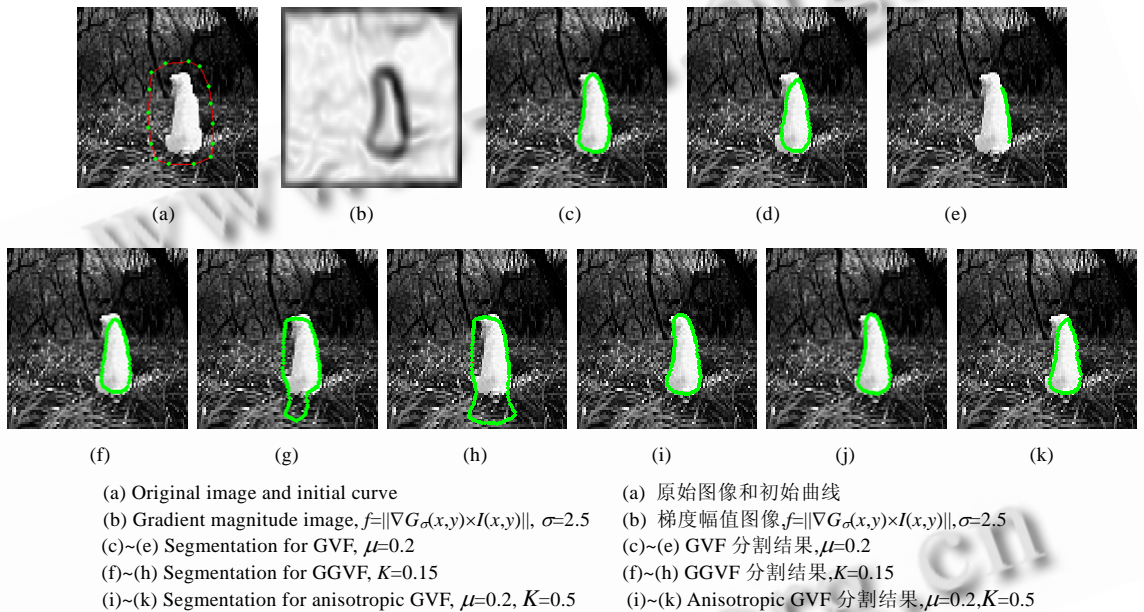 (a) (b) (c) (d) (e)
(f) (g) (h) (i) (j) (k)
(a) Original image and initial curve
(b) Gradient magnitude image, f=||∇Gσ(x,y)×I(x,y)||, σ=2.5
(c)~(e) Segmentation for GVF, μ=0.2
(f)~(h) Segmentation for GGVF, K=0.15
(i)~(k) Segmentation for anisotropic GVF, μ=0.2, K=0.5
(a) 原始图像和初始曲线
(b) 梯度幅值图像,f=||∇Gσ(x,y)×I(x,y)||,σ=2.5
(c)~(e) GVF 分割结果,μ=0.2
(f)~(h) GGVF 分割结果,K=0.15
(i)~(k) Anisotropic GVF 分割结果,μ=0.2,K=0.5